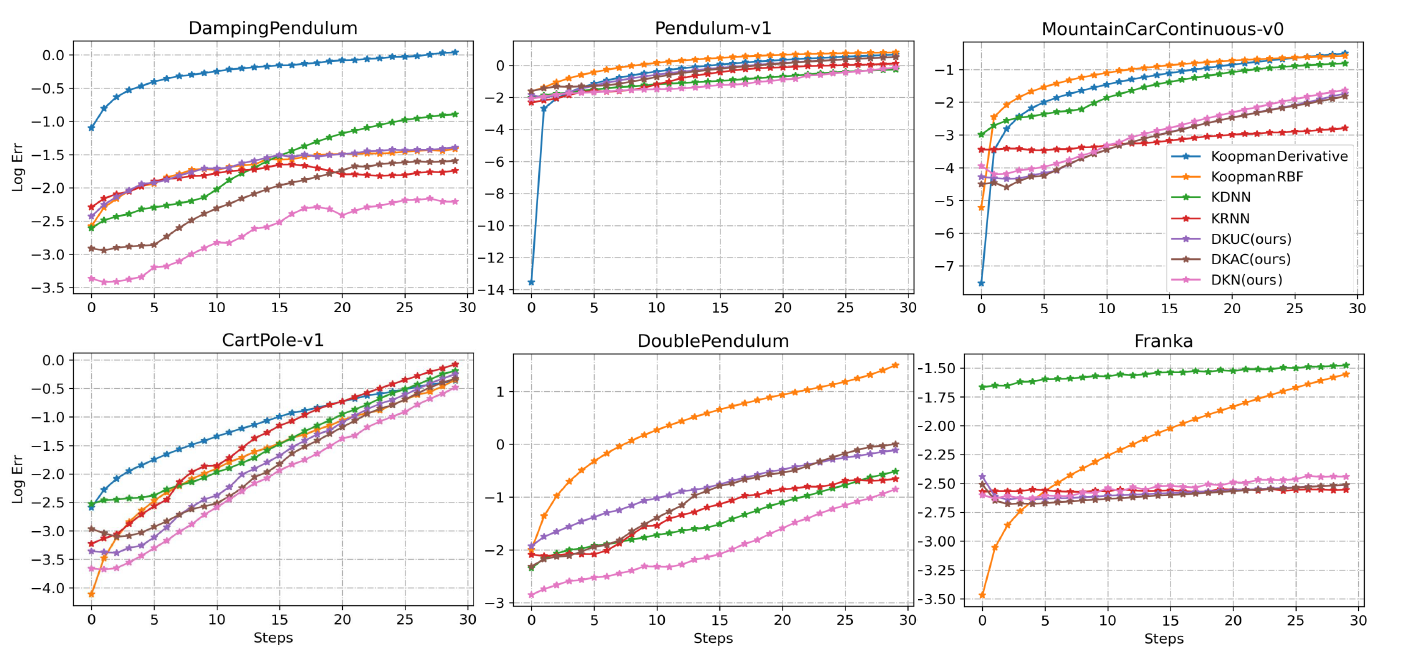 DampingPendulum
Pendulum-v1
MountainCarContinuous-v0
Log Err
0.0
-0.5
-1.0
-1.5
-2.0
-2.5
-3.0
-3.5
0 5 10 15 20 25 30
0
-2
-4
-6
-8
-10
-12
-14
0 5 10 15 20 25 30
-1
-2
-3
-4
-5
-6
-7
0 5 10 15 20 25 30
KoopmanDerivative
KoopmanRBF
KDNN
KRNN
DKUC(ours)
DKAC(ours)
DKN(ours)
CartPole-v1
DoublePendulum
Franka
Log Err
0.0
-0.5
-1.0
-1.5
-2.0
-2.5
-3.0
-3.5
-4.0
0 5 10 15 20 25 30
Steps
1
0
-1
-2
-3
0 5 10 15 20 25 30
Steps
-1.50
-1.75
-2.00
-2.25
-2.50
-2.75
-3.00
-3.25
-3.50
0 5 10 15 20 25 30
Steps